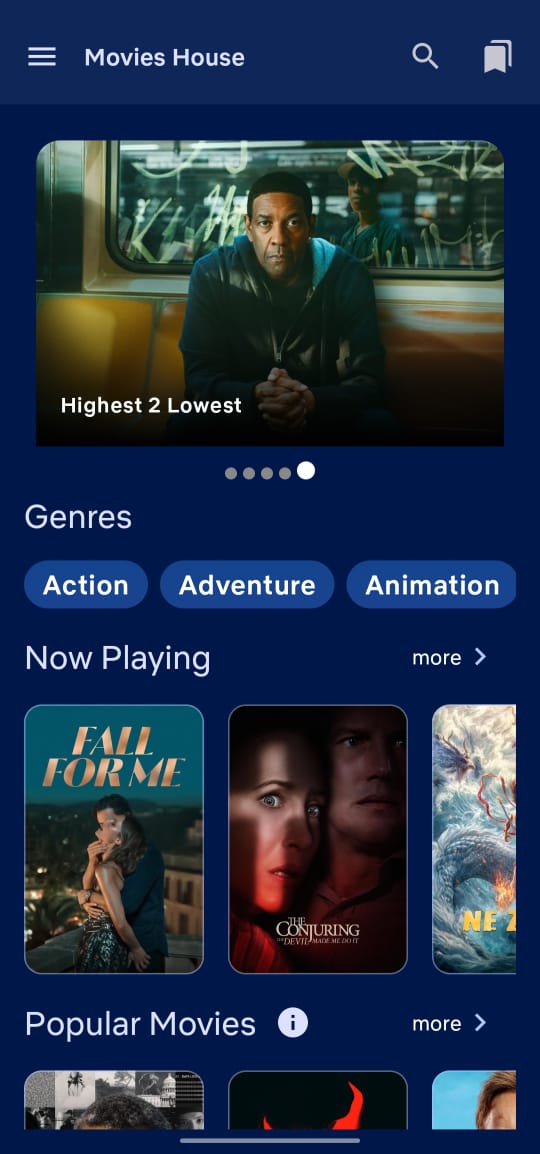 Movies House
Highest 2 Lowest
Genres
Action
Adventure
Animation
Now Playing
more
FALL
FOR ME
THE
CONJURING
THE DEVIL MADE ME DO IT
NE Z
Popular Movies
more